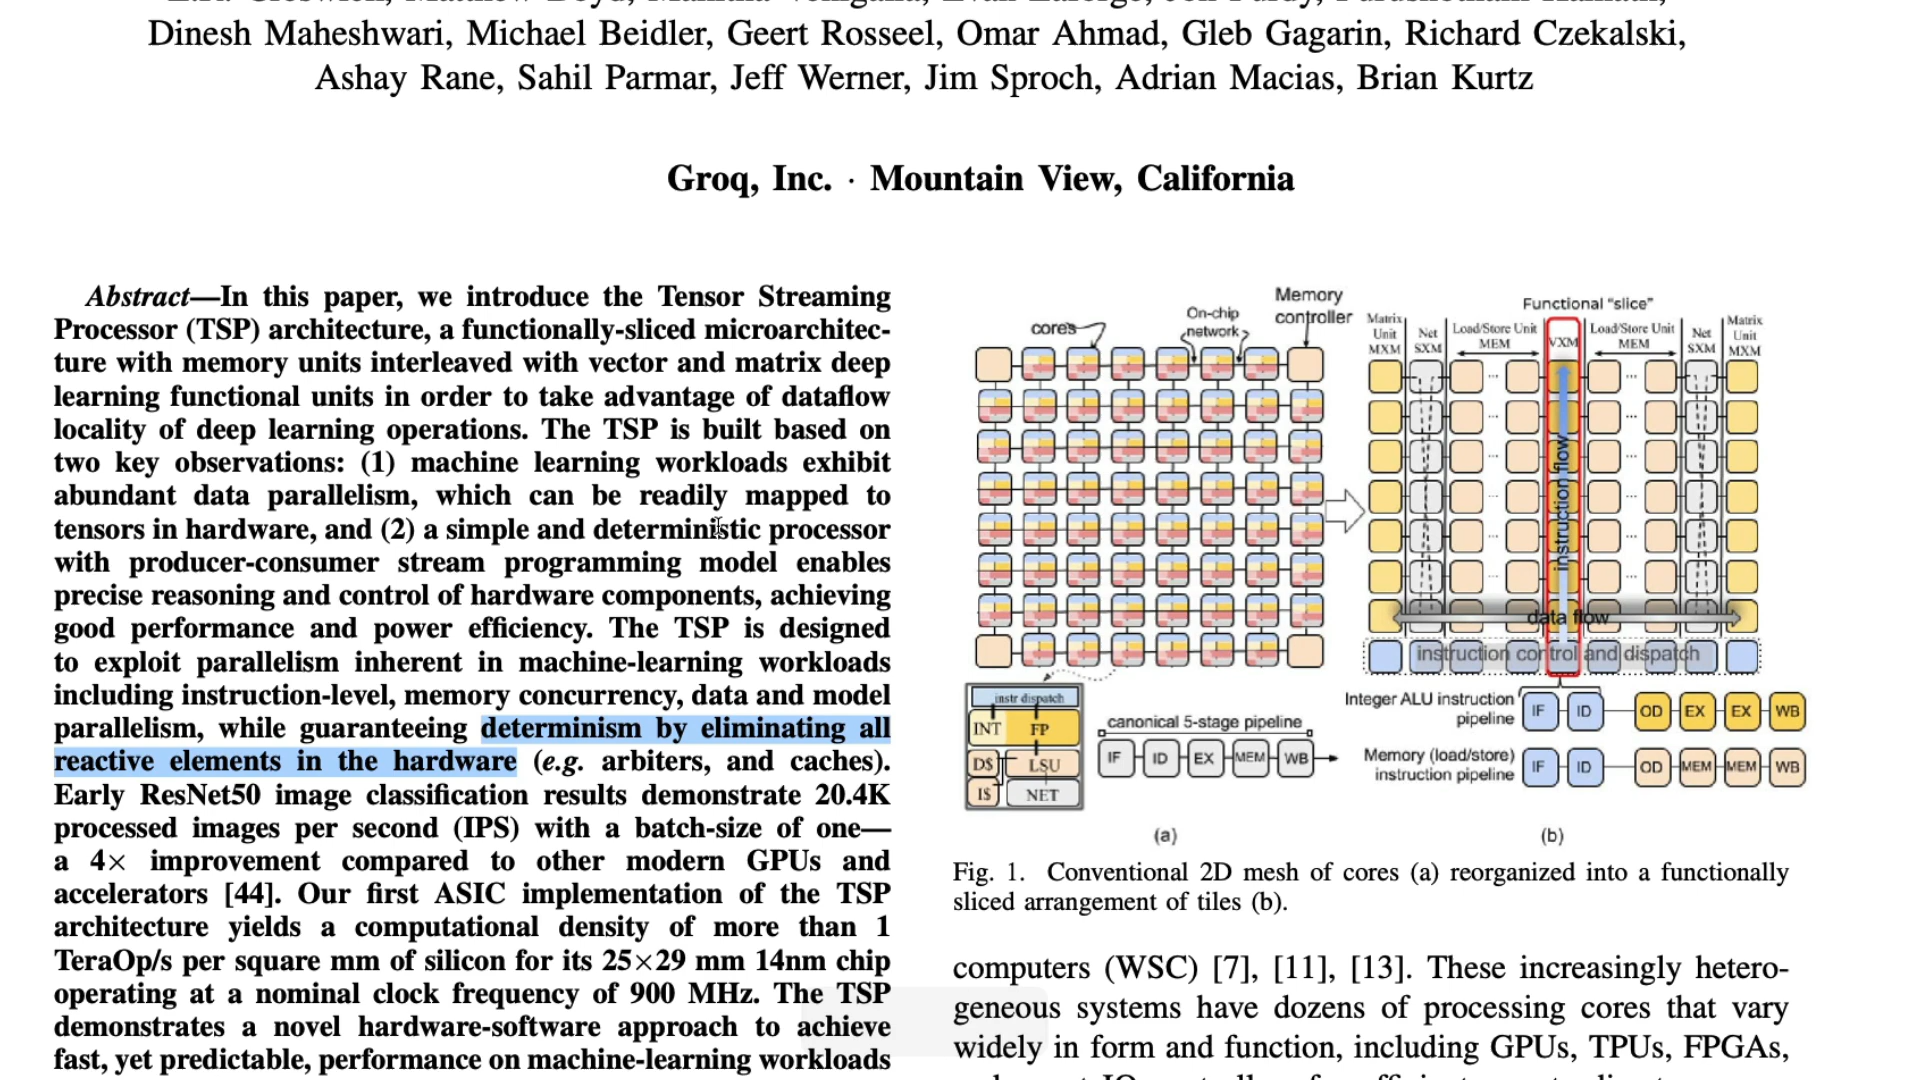 Dinesh Maheshwari, Michael Beidler, Geert Rosseel, Omar Ahmad, Gleb Gagarin, Richard Czekalski,
Ashay Rane, Sahil Parmar, Jeff Werner, Jim Sproch, Adrian Macias, Brian Kurtz
Groq, Inc. · Mountain View, California
Abstract—In this paper, we introduce the Tensor Streaming
Processor (TSP) architecture, a functionally-sliced microarchitec-
ture with memory units interleaved with vector and matrix deep
learning functional units in order to take advantage of dataflow
locality of deep learning operations. The TSP is built based on
two key observations: (1) machine learning workloads exhibit
abundant data parallelism, which can be readily mapped to
tensors in hardware, and (2) a simple and deterministic processor
with producer-consumer stream programming model enables
precise reasoning and control of hardware components, achieving
good performance and power efficiency. The TSP is designed
to exploit parallelism inherent in machine-learning workloads
including instruction-level, memory concurrency, data and model
parallelism, while guaranteeing determinism by eliminating all
reactive elements in the hardware (e.g. arbiters, and caches).
Early ResNet50 image classification results demonstrate 20.4K
processed images per second (IPS) with a batch-size of one—
a 4× improvement compared to other modern GPUs and
accelerators [44]. Our first ASIC implementation of the TSP
architecture yields a computational density of more than 1
TeraOp/s per square mm of silicon for its 25×29 mm 14nm chip
operating at a nominal clock frequency of 900 MHz. The TSP
demonstrates a novel hardware-software approach to achieve
fast, yet predictable, performance on machine-learning workloads
cores
On-chip
network
Memory
controller
instr dispatch
INT FP
D$ LSU
I$ NET
canonical 5-stage pipeline
IF ID EX MEM WB
(a)
Functional “slice”
Matrix
Unit
MXM
Net
SXM
Load/Store Unit
MEM
VXM
Load/Store Unit
MEM
Net
SXM
Matrix
Unit
MXM
... ...
... ...
... ...
... ...
... ...
... ...
instruction flow
data flow
instruction control and dispatch
Integer ALU instruction
pipeline
IF ID OD EX EX WB
Memory (load/store)
instruction pipeline
IF ID OD MEM MEM WB
(b)
Fig. 1. Conventional 2D mesh of cores (a) reorganized into a functionally
sliced arrangement of tiles (b).
computers (WSC) [7], [11], [13]. These increasingly hetero-
geneous systems have dozens of processing cores that vary
widely in form and function, including GPUs, TPUs, FPGAs,